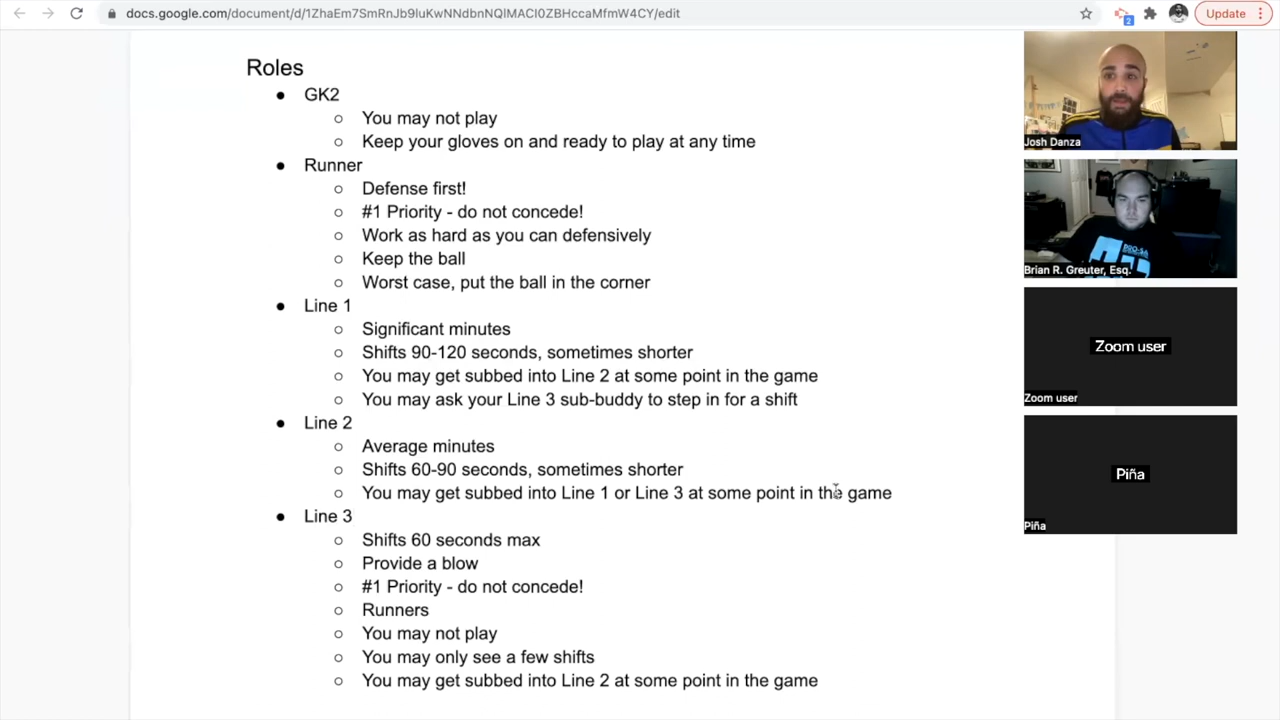 docs.google.com/document/d/1ZhaEm7SmRnJb9luKwNNdbnNQlMACI0ZBHccaMfmW4CY/edit
2
Update
Roles
● GK2
○ You may not play
○ Keep your gloves on and ready to play at any time
● Runner
○ Defense first!
○ #1 Priority - do not concede!
○ Work as hard as you can defensively
○ Keep the ball
○ Worst case, put the ball in the corner
● Line 1
○ Significant minutes
○ Shifts 90-120 seconds, sometimes shorter
○ You may get subbed into Line 2 at some point in the game
○ You may ask your Line 3 sub-buddy to step in for a shift
● Line 2
○ Average minutes
○ Shifts 60-90 seconds, sometimes shorter
○ You may get subbed into Line 1 or Line 3 at some point in the game
● Line 3
○ Shifts 60 seconds max
○ Provide a blow
○ #1 Priority - do not concede!
○ Runners
○ You may not play
○ You may only see a few shifts
○ You may get subbed into Line 2 at some point in the game
Josh Danza
Brian R. Greuter, Esq.
Zoom user
Zoom user
Piña
Piña